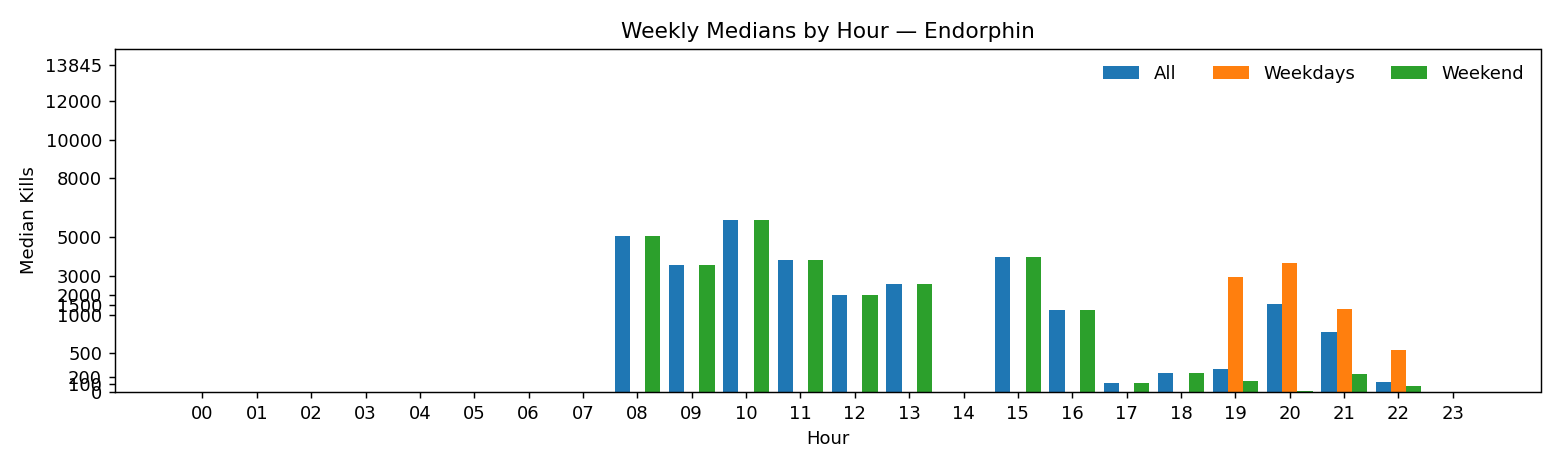 Weekly Medians by Hour — Endorphin
All Weekdays Weekend
Median Kills
13845
12000
10000
8000
5000
3000
2000
1500
1000
500
200
100
0
00 01 02 03 04 05 06 07 08 09 10 11 12 13 14 15 16 17 18 19 20 21 22 23
Hour